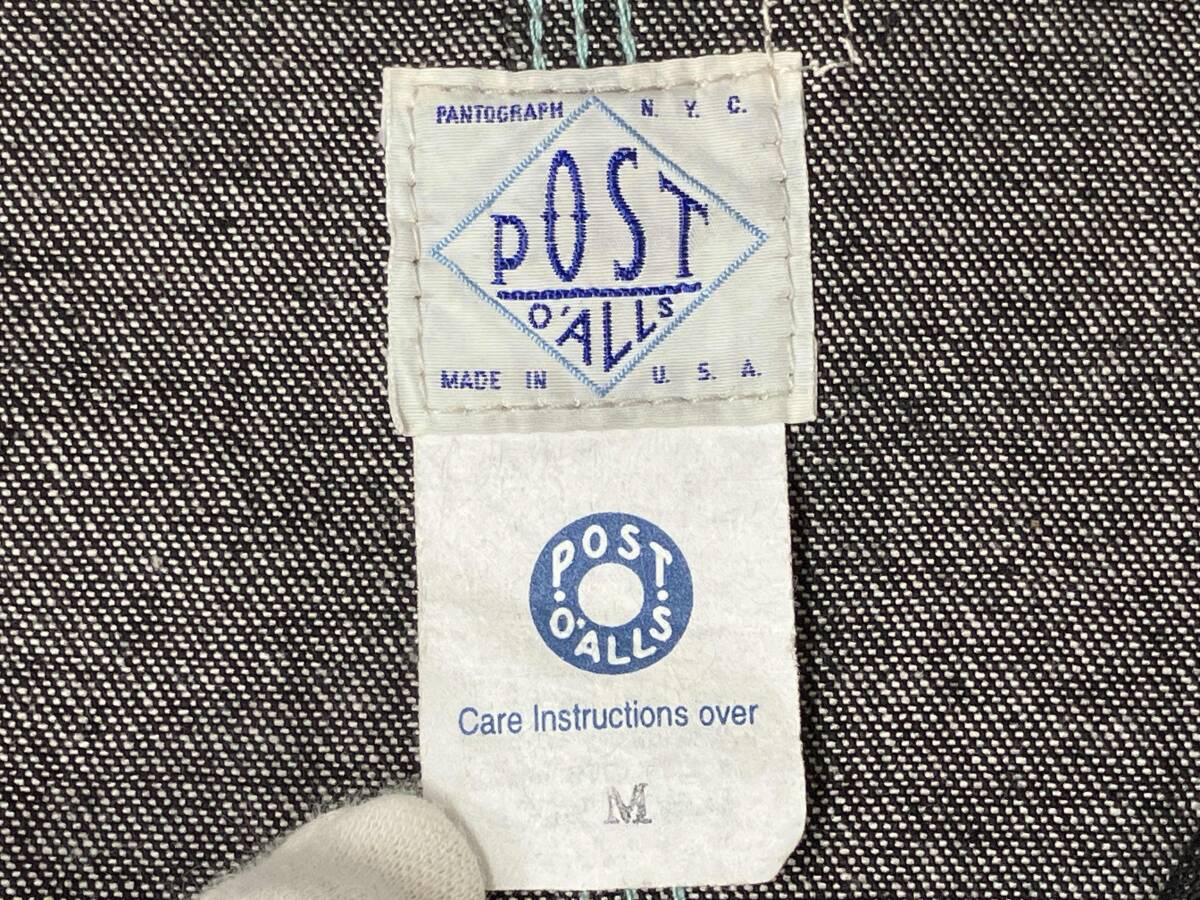 PANTOGRAPH N. Y. C.
POST
O'ALLS
MADE IN U. S. A.
POST
O'ALLS
Care Instructions over
M